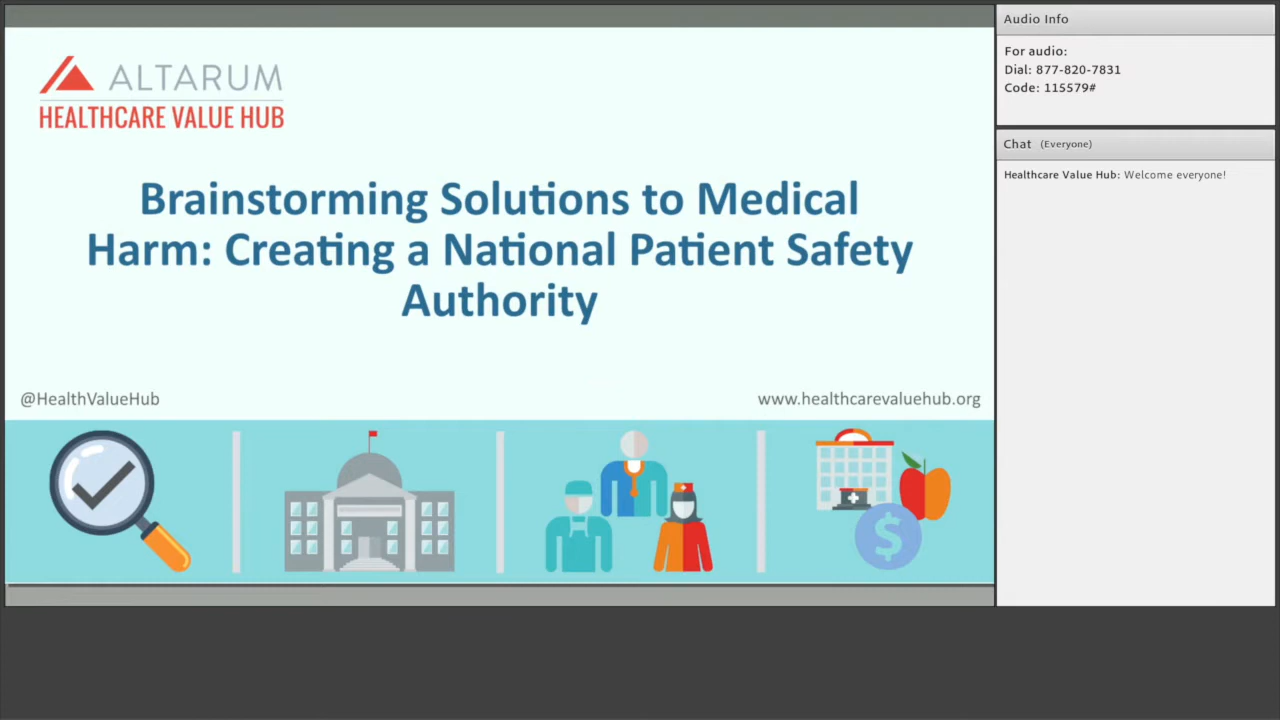 ALTARUM
HEALTHCARE VALUE HUB
Brainstorming Solutions to Medical
Harm: Creating a National Patient Safety
Authority
@HealthValueHub
www.healthcarevaluehub.org
$
Audio Info
For audio:
Dial: 877-820-7831
Code: 115579#
Chat (Everyone)
Healthcare Value Hub: Welcome everyone!